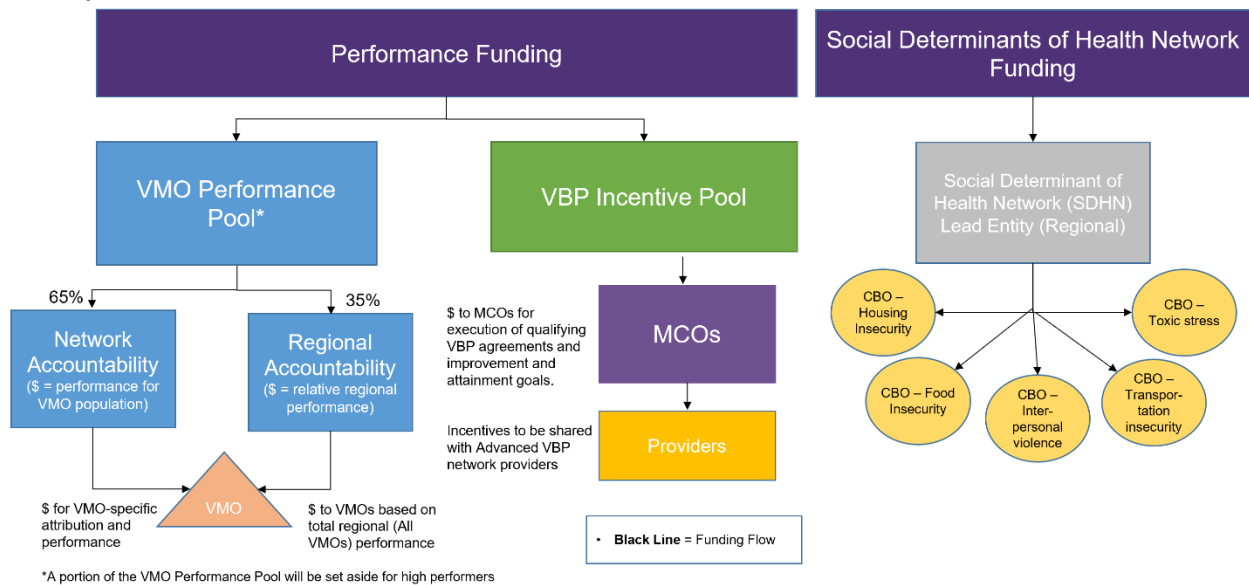 Performance Funding
Social Determinants of Health Network
Funding
VMO Performance
Pool*
VBP Incentive Pool
Social Determinant of
Health Network (SDHN)
Lead Entity (Regional)
65%
35%
Network
Accountability
($ = performance for
VMO population)
Regional
Accountability
($ = relative regional
performance)
$ to MCOs for
execution of qualifying
VBP agreements and
improvement and
attainment goals.
MCOs
CBO –
Housing
Insecurity
CBO –
Toxic stress
CBO – Food
Insecurity
CBO –
Inter-
personal
violence
CBO –
Transpor-
tation
insecurity
Incentives to be shared
with Advanced VBP
network providers
Providers
$ for VMO-specific
attribution and
performance
VMO
$ to VMOs based on
total regional (All
VMOs) performance
• Black Line = Funding Flow
*A portion of the VMO Performance Pool will be set aside for high performers